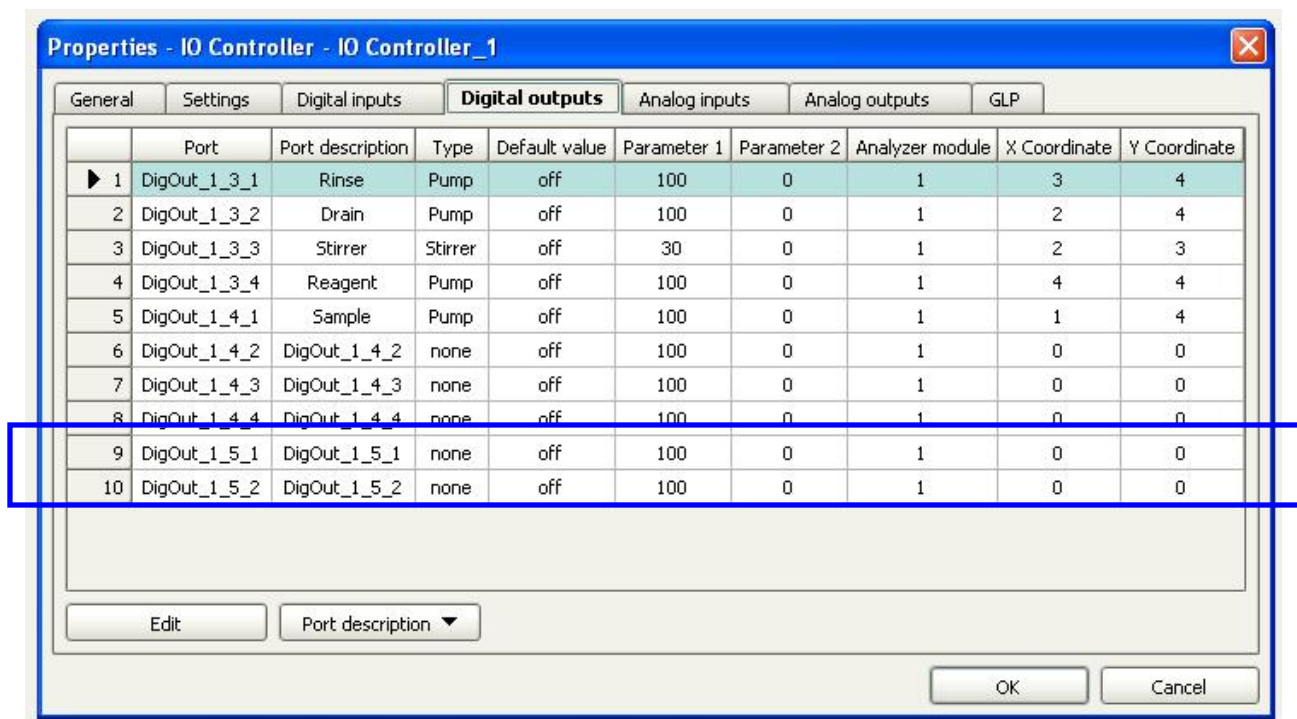 Properties - IO Controller - IO Controller_1
General Settings Digital inputs Digital outputs Analog inputs Analog outputs GLP
Port Port description Type Default value Parameter 1 Parameter 2 Analyzer module X Coordinate Y Coordinate
1 DigOut_1_3_1 Rinse Pump off 100 0 1 3 4
2 DigOut_1_3_2 Drain Pump off 100 0 1 2 4
3 DigOut_1_3_3 Stirrer Stirrer off 30 0 1 2 3
4 DigOut_1_3_4 Reagent Pump off 100 0 1 4 4
5 DigOut_1_4_1 Sample Pump off 100 0 1 1 4
6 DigOut_1_4_2 DigOut_1_4_2 none off 100 0 1 0 0
7 DigOut_1_4_3 DigOut_1_4_3 none off 100 0 1 0 0
8 DigOut_1_4_4 DigOut_1_4_4 none off 100 0 1 0 0
9 DigOut_1_5_1 DigOut_1_5_1 none off 100 0 1 0 0
10 DigOut_1_5_2 DigOut_1_5_2 none off 100 0 1 0 0
Edit Port description
OK Cancel